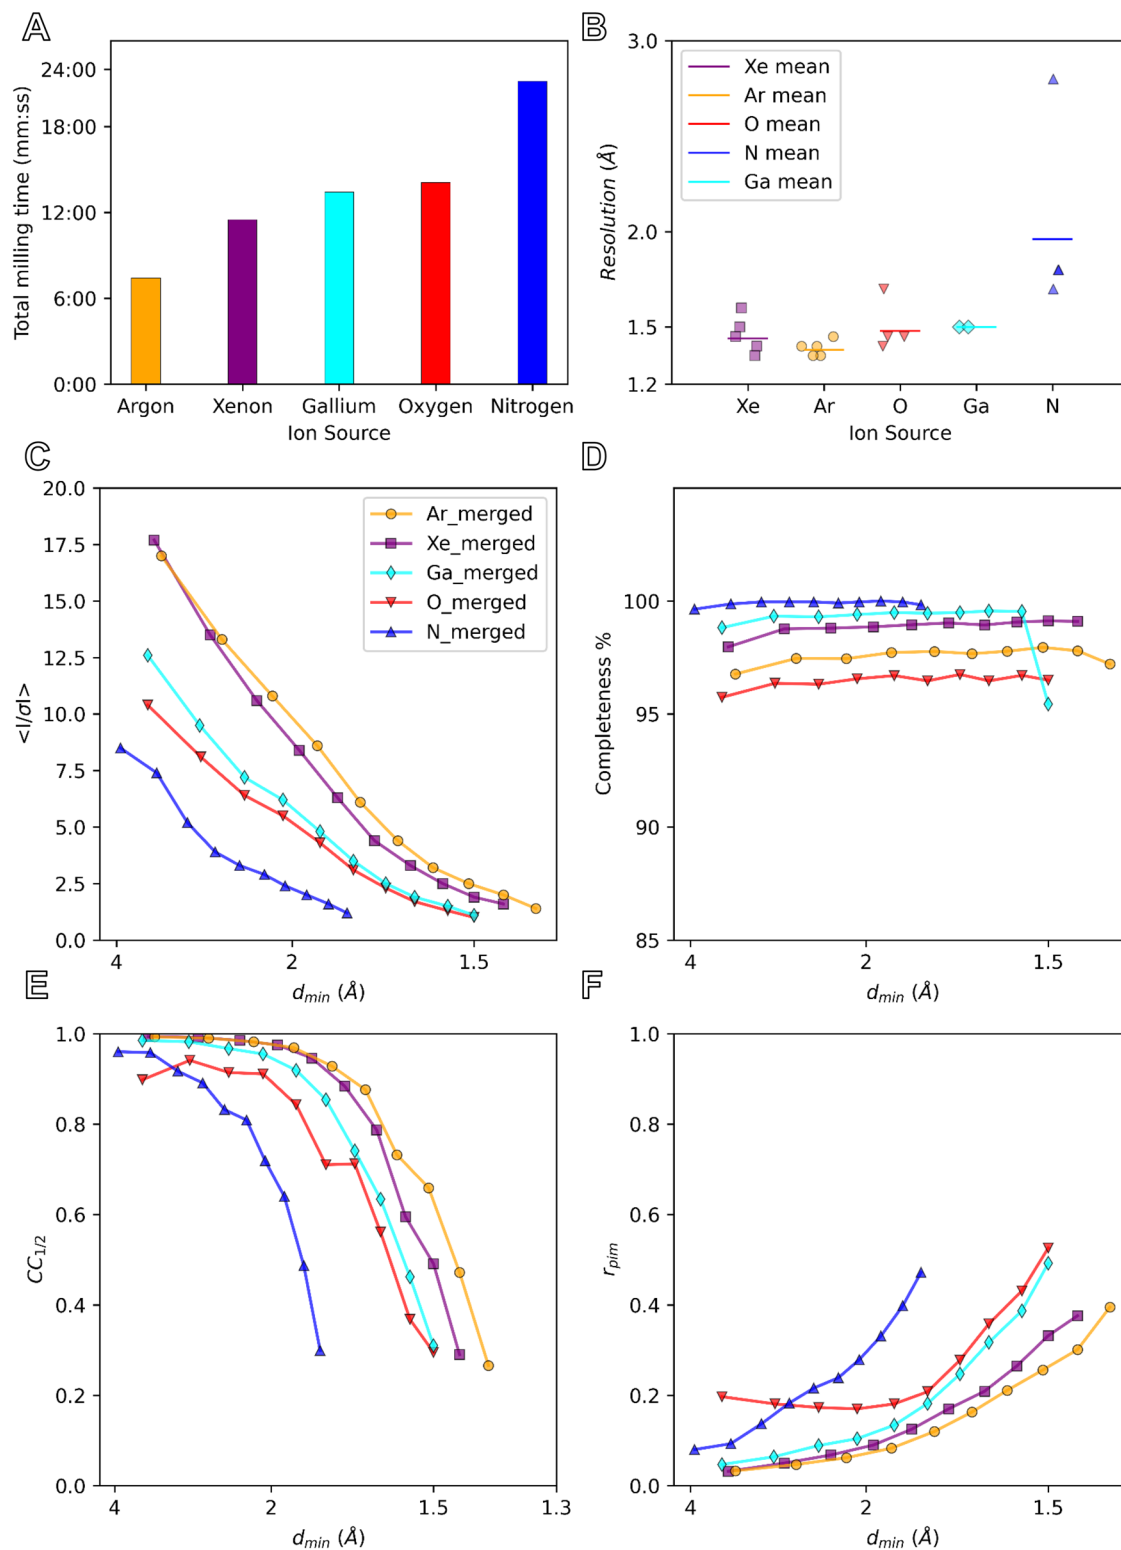 A
Total milling time (mm:ss)
24:00
18:00
12:00
6:00
0:00
Argon Xenon Gallium Oxygen Nitrogen
Ion Source
B
Resolution (Å)
3.0
2.0
1.5
1.2
Xe mean
Ar mean
O mean
N mean
Ga mean
Xe Ar O Ga N
Ion Source
C
<I/σI>
20.0
17.5
15.0
12.5
10.0
7.5
5.0
2.5
0.0
Ar_merged
Xe_merged
Ga_merged
O_merged
N_merged
4 2 1.5
dmin (Å)
D
Completeness %
100
95
90
85
4 2 1.5
dmin (Å)
E
CC1/2
1.0
0.8
0.6
0.4
0.2
0.0
4 2 1.5 1.3
dmin (Å)
F
rpim
1.0
0.8
0.6
0.4
0.2
0.0
4 2 1.5
dmin (Å)